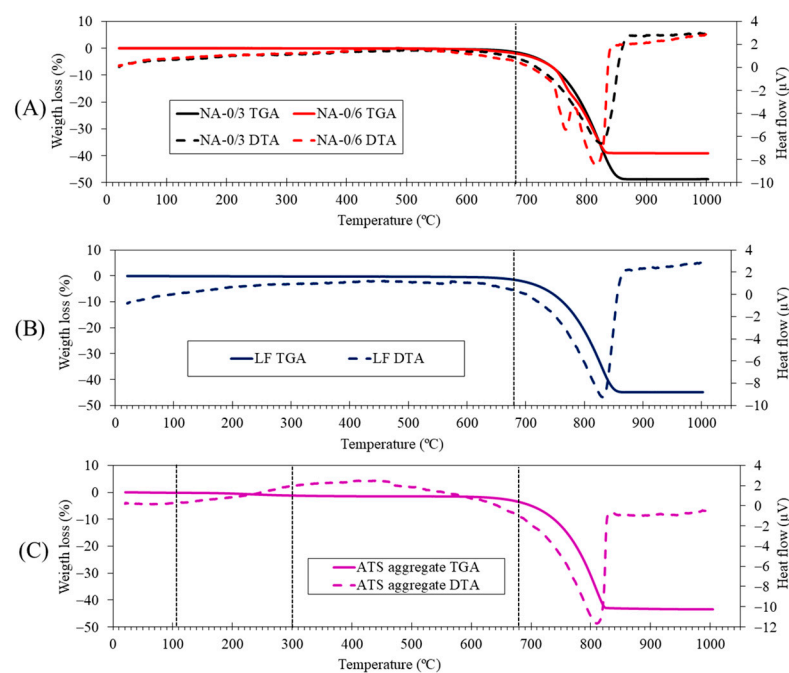 10 4
0 2
(A) Weigth loss (%) −10 0 Heat flow (µV)
−20 −2
−30 NA-0/3 TGA NA-0/6 TGA −4
−40 NA-0/3 DTA NA-0/6 DTA −6
−8
−50 −10
0 100 200 300 400 500 600 700 800 900 1000
Temperature (ºC)
10 4
0 2
(B) Weigth loss (%) −10 0 Heat flow (µV)
−20 −2
−30 LF TGA LF DTA −4
−40 −6
−8
−50 −10
0 100 200 300 400 500 600 700 800 900 1000
Temperature (ºC)
10 4
0 2
(C) Weigth loss (%) −10 0 Heat flow (µV)
−20 −2
−30 ATS aggregate TGA −4
−40 ATS aggregate DTA −6
−8
−10
−50 −12
0 100 200 300 400 500 600 700 800 900 1000
Temperature (ºC)